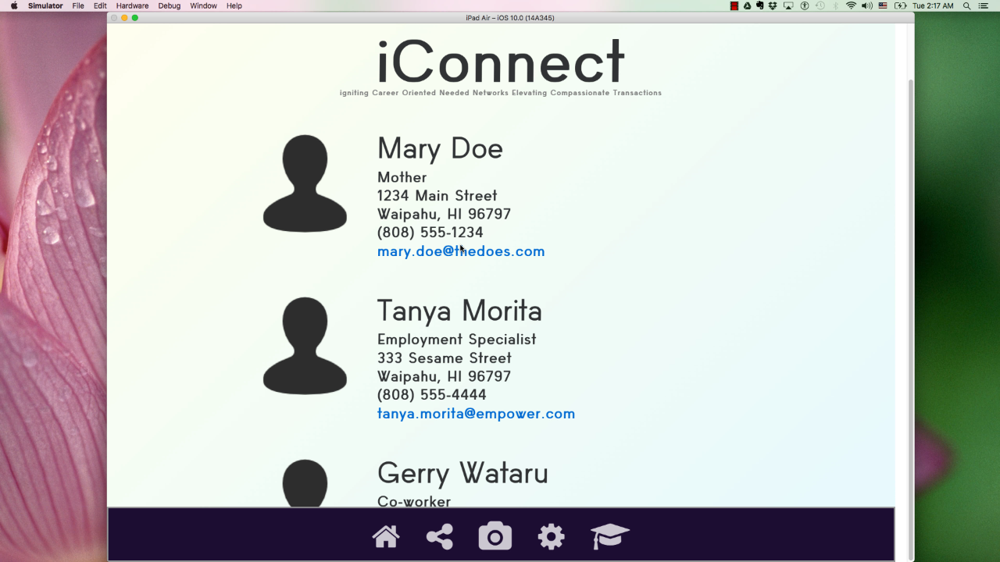 Simulator File Edit Hardware Debug Window Help Tue 2:17 AM
iPad Air – iOS 10.0 (14A345)
iConnect
igniting Career Oriented Needed Networks Elevating Compassionate Transactions
Mary Doe
Mother
1234 Main Street
Waipahu, HI 96797
(808) 555-1234
mary.doe@thedoes.com
Tanya Morita
Employment Specialist
333 Sesame Street
Waipahu, HI 96797
(808) 555-4444
tanya.morita@empower.com
Gerry Wataru
Co-worker